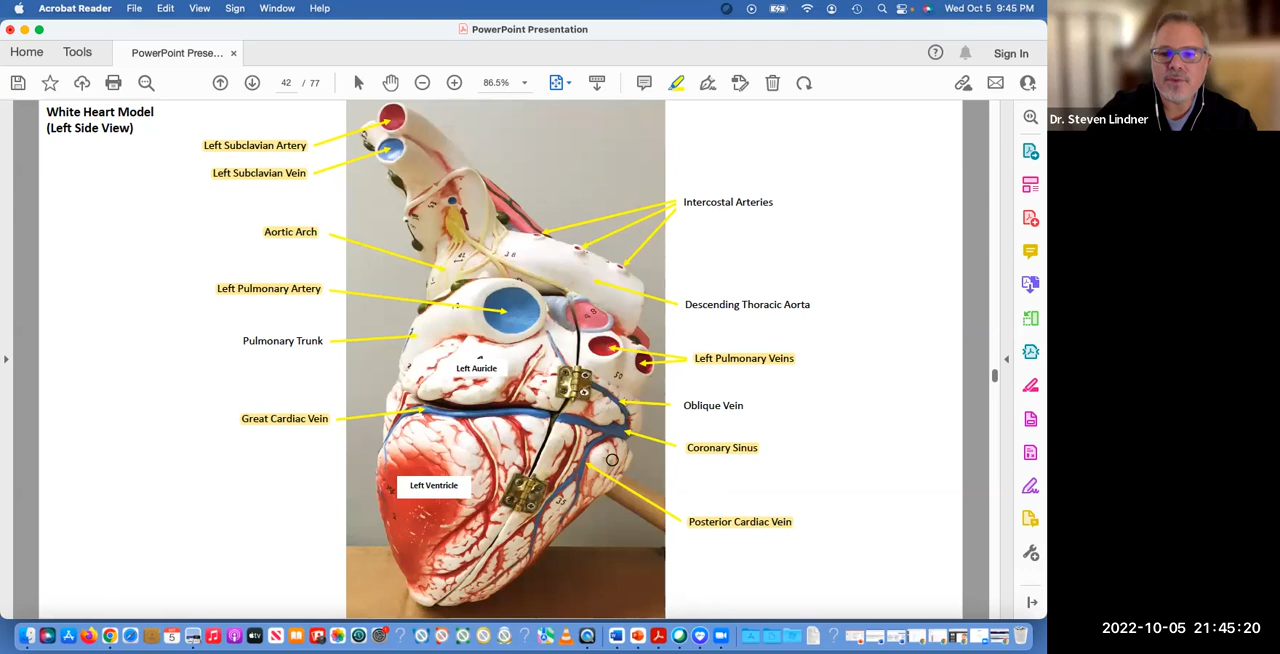 Acrobat Reader File Edit View Sign Window Help Wed Oct 5 9:45 PM
PowerPoint Presentation
Home Tools PowerPoint Prese... × Sign In
42 / 77 86.5%
White Heart Model
(Left Side View)
Left Subclavian Artery
Left Subclavian Vein
Aortic Arch
Left Pulmonary Artery
Pulmonary Trunk
Great Cardiac Vein
Left Auricle
Left Ventricle
Intercostal Arteries
Descending Thoracic Aorta
Left Pulmonary Veins
Oblique Vein
Coronary Sinus
Posterior Cardiac Vein
38
48
50
35
Dr. Steven Lindner
2022-10-05 21:45:20